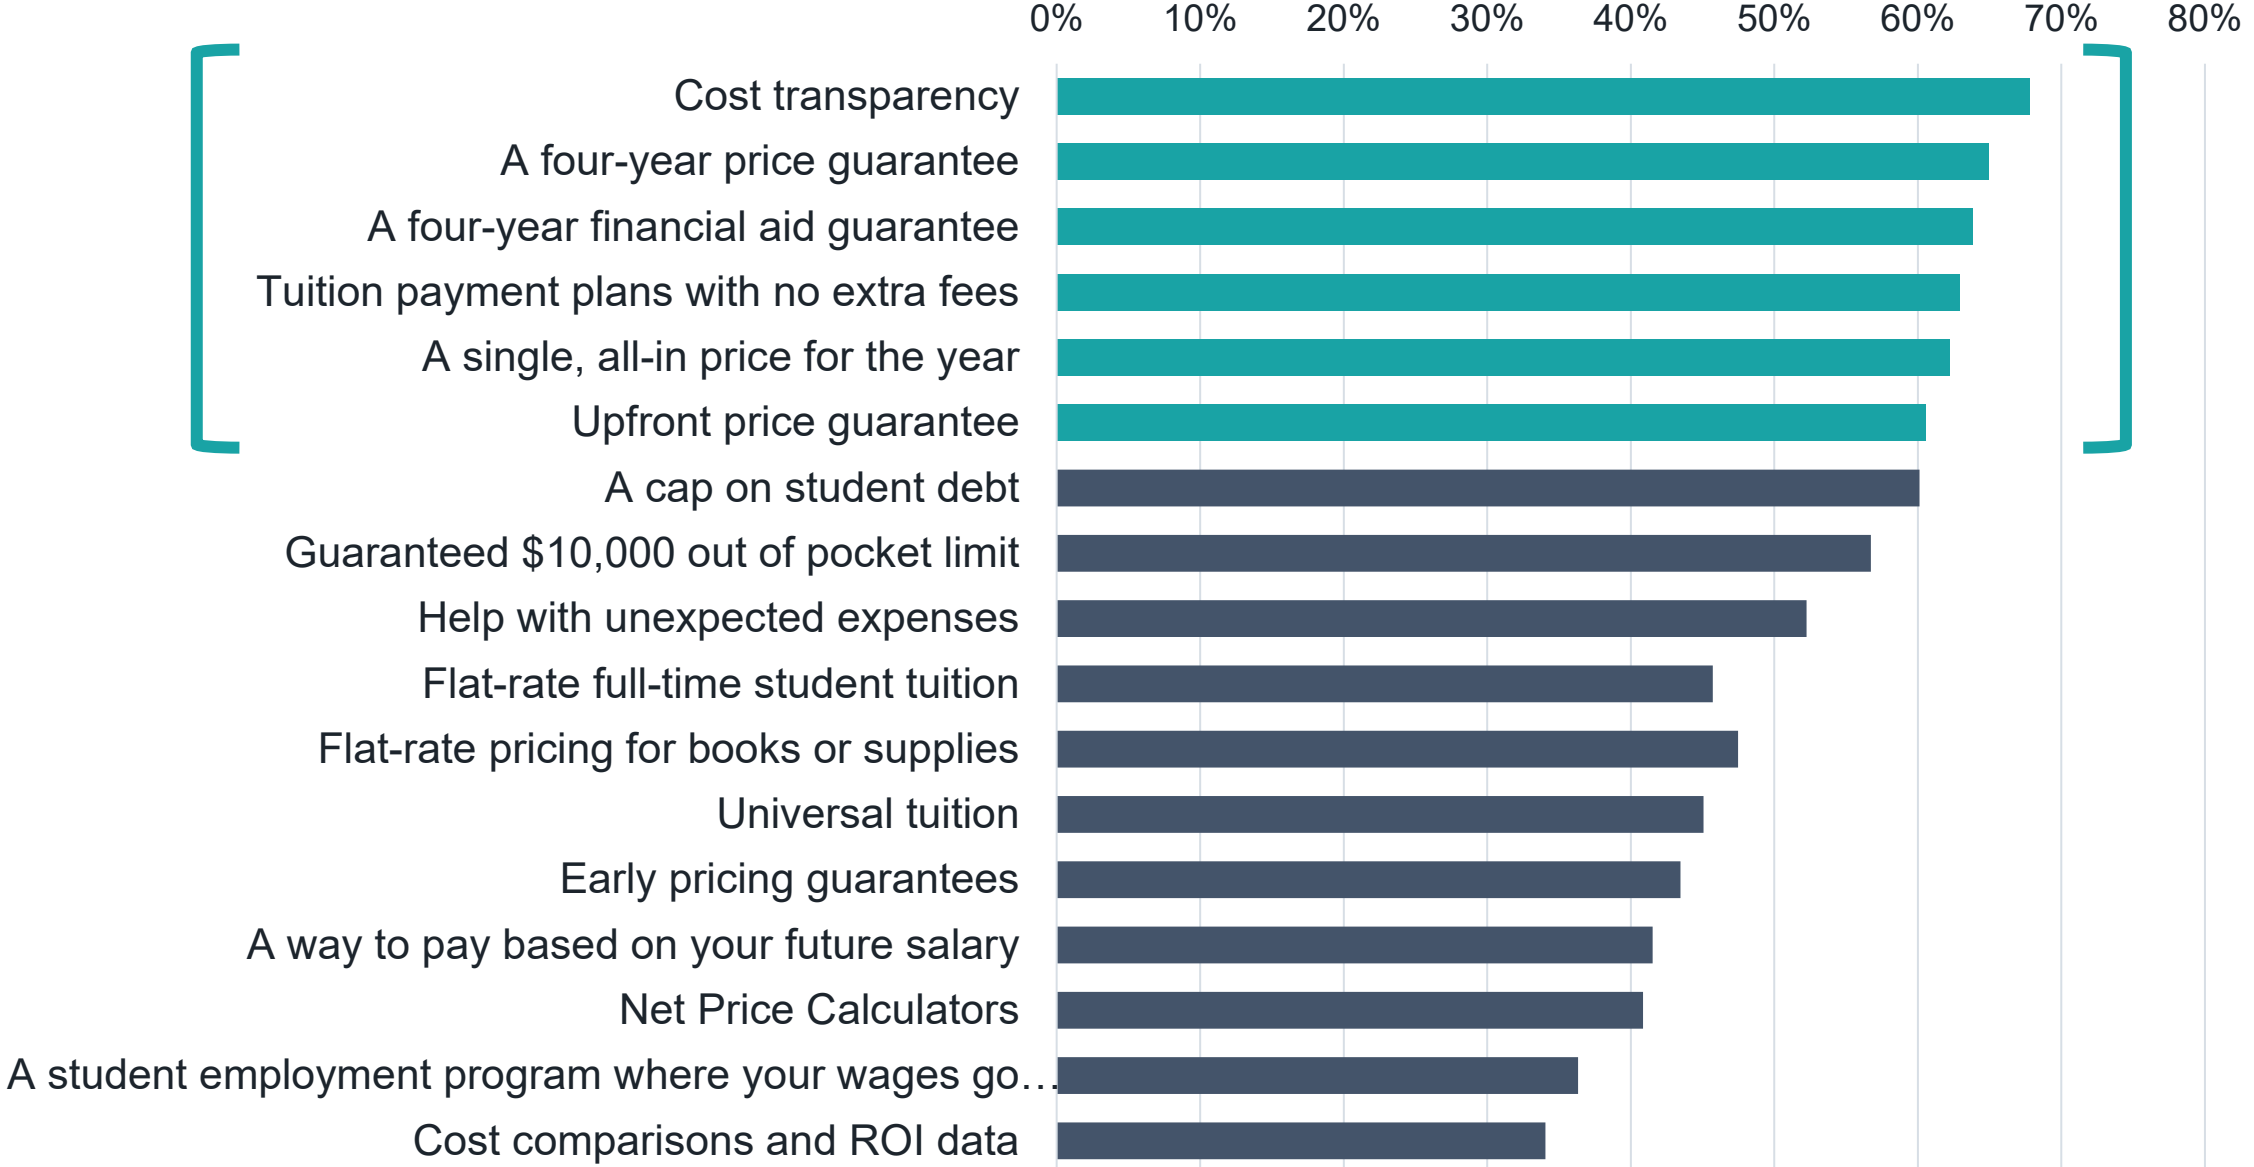 0% 10% 20% 30% 40% 50% 60% 70% 80%
Cost transparency
A four-year price guarantee
A four-year financial aid guarantee
Tuition payment plans with no extra fees
A single, all-in price for the year
Upfront price guarantee
A cap on student debt
Guaranteed $10,000 out of pocket limit
Help with unexpected expenses
Flat-rate full-time student tuition
Flat-rate pricing for books or supplies
Universal tuition
Early pricing guarantees
A way to pay based on your future salary
Net Price Calculators
A student employment program where your wages go…
Cost comparisons and ROI data